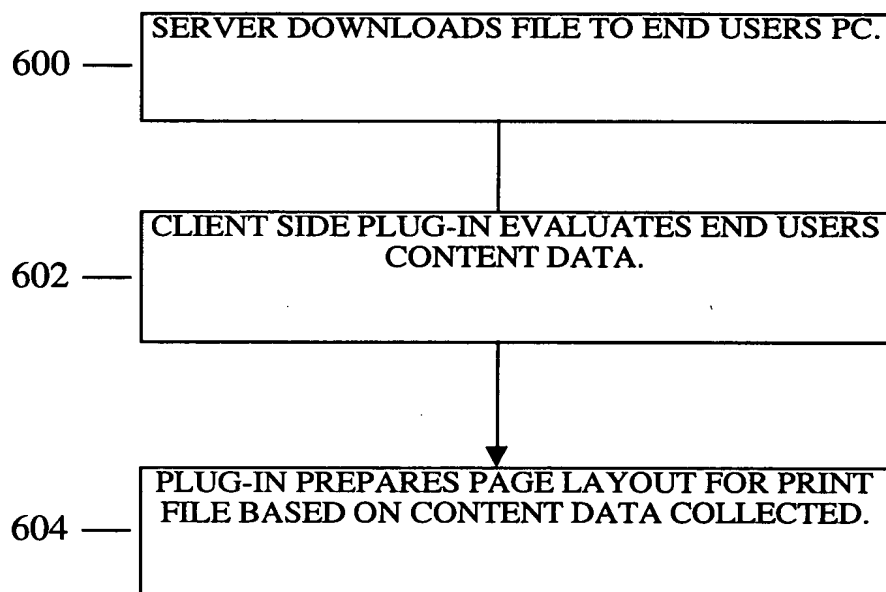 SERVER DOWNLOADS FILE TO END USERS PC.
600
CLIENT SIDE PLUG-IN EVALUATES END USERS
CONTENT DATA.
602
PLUG-IN PREPARES PAGE LAYOUT FOR PRINT
FILE BASED ON CONTENT DATA COLLECTED.
604